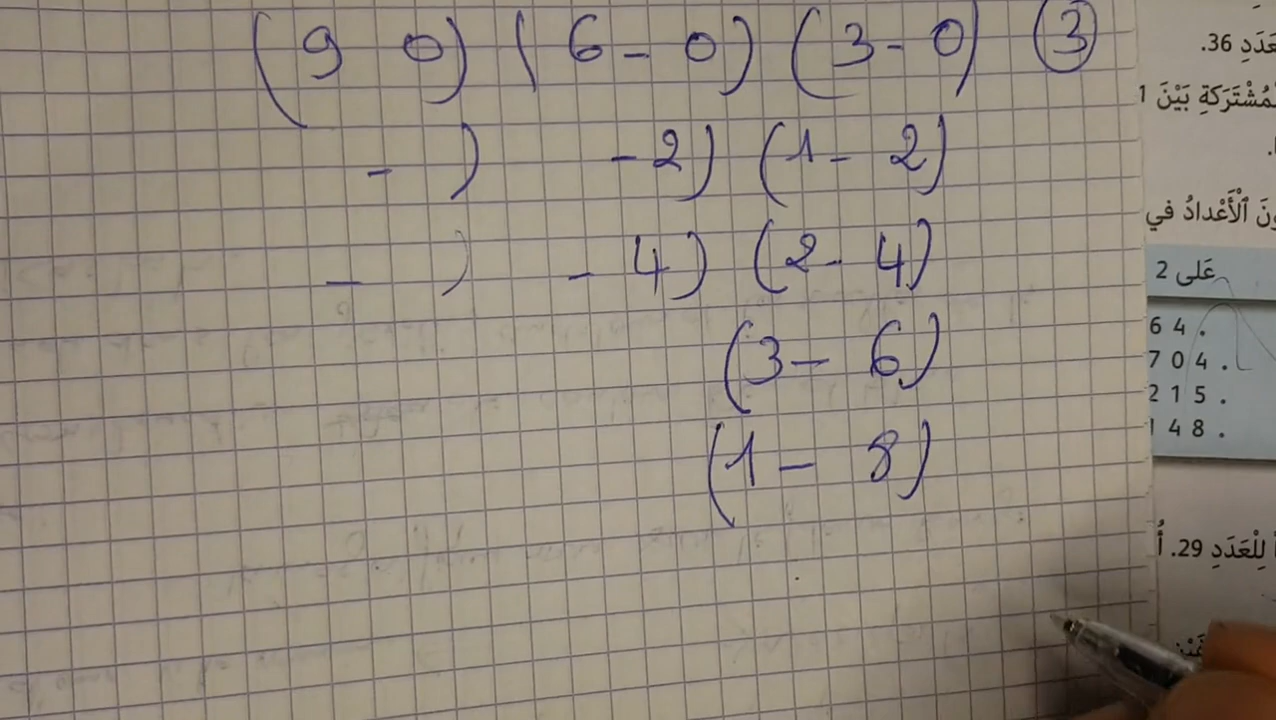 (3 - 0) (6 - 0) (9 0) ③
(1 - 2) - 2) - )
(2 - 4) - 4) - )
(3 - 6)
(1 - 8)
36.
بَيْنَ 1
ٱلْأَعْدادُ في
عَلى 2
6 4 .
7 0 4 .
2 1 5 .
1 4 8 .
لِلْعَدَدِ 29. أُ